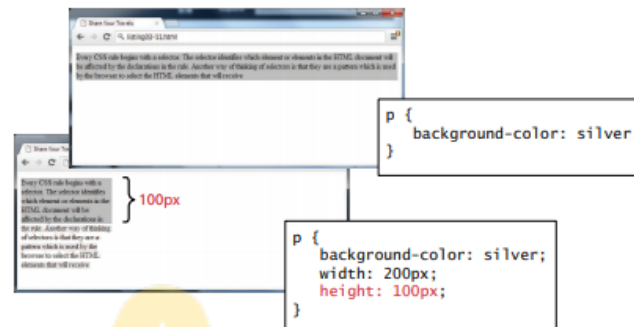 Share Your Travels
listing03-11.html
Every CSS rule begins with a selector. The selector identifies which element or elements in the HTML document will
be affected by the declarations in the rule. Another way of thinking of selectors is that they are a pattern which is used
by the browser to select the HTML elements that will receive
p {
background-color: silver
}
Share Your Tra
Every CSS rule begins with a
selector. The selector identifies
which element or elements in the
HTML document will be
affected by the declarations in
the rule. Another way of thinking
of selectors is that they are a
pattern which is used by the
browser to select the HTML
elements that will receive
100px
p {
background-color: silver;
width: 200px;
height: 100px;
}